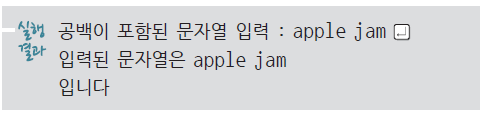 실행
결과
공백이 포함된 문자열 입력 : apple jam ↵
입력된 문자열은 apple jam
입니다